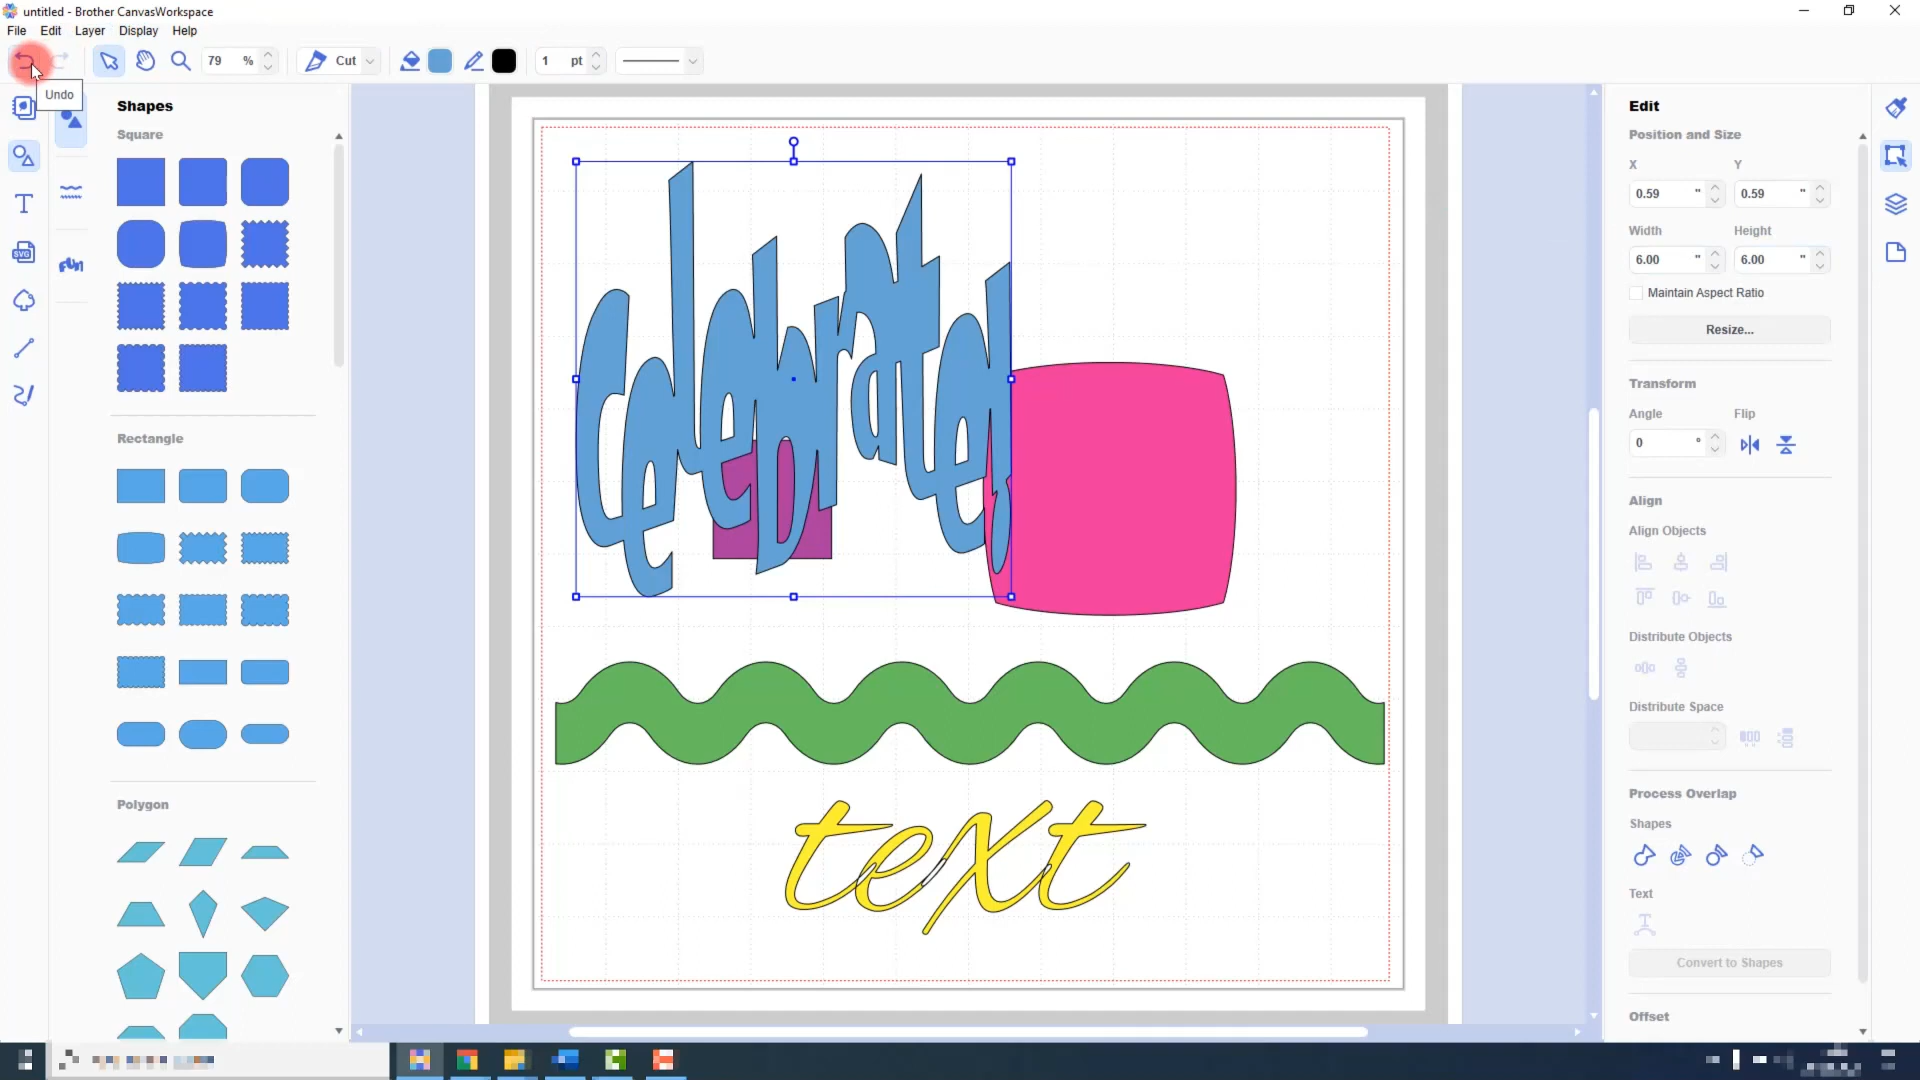 untitled - Brother CanvasWorkspace
File Edit Layer Display Help
79 % Cut 1 pt
Undo
Shapes
Square
Rectangle
Polygon
Celebrate!
text
Edit
Position and Size
X Y
0.59 " 0.59 "
Width Height
6.00 " 6.00 "
Maintain Aspect Ratio
Resize...
Transform
Angle Flip
0 °
Align
Align Objects
Distribute Objects
Distribute Space
Process Overlap
Shapes
Text
Convert to Shapes
Offset
SVG
Fun